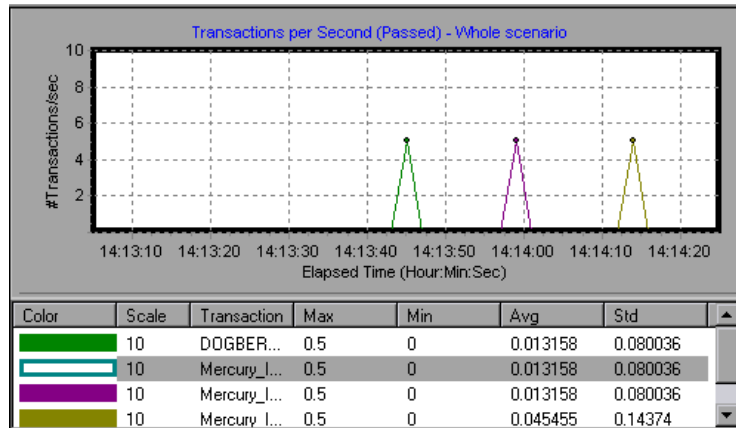 Transactions per Second (Passed) - Whole scenario
#Transactions/sec
10
8
6
4
2
14:13:10 14:13:20 14:13:30 14:13:40 14:13:50 14:14:00 14:14:10 14:14:20
Elapsed Time (Hour:Min:Sec)
Color Scale Transaction Max Min Avg Std
10 DOGBER... 0.5 0 0.013158 0.080036
10 Mercury_I... 0.5 0 0.013158 0.080036
10 Mercury_I... 0.5 0 0.013158 0.080036
10 Mercury_I... 0.5 0 0.045455 0.14374